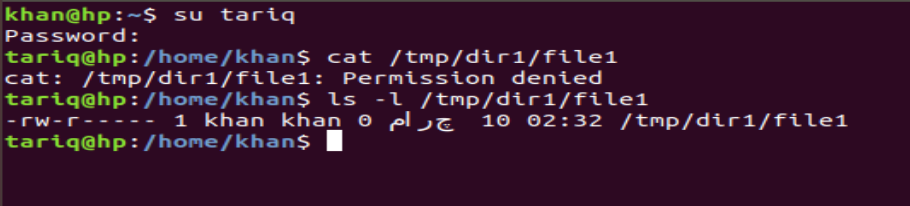 khan@hp:~$ su tariq
Password:
tariq@hp:/home/khan$ cat /tmp/dir1/file1
cat: /tmp/dir1/file1: Permission denied
tariq@hp:/home/khan$ ls -l /tmp/dir1/file1
-rw-r----- 1 khan khan 0 چرام  10 02:32 /tmp/dir1/file1
tariq@hp:/home/khan$